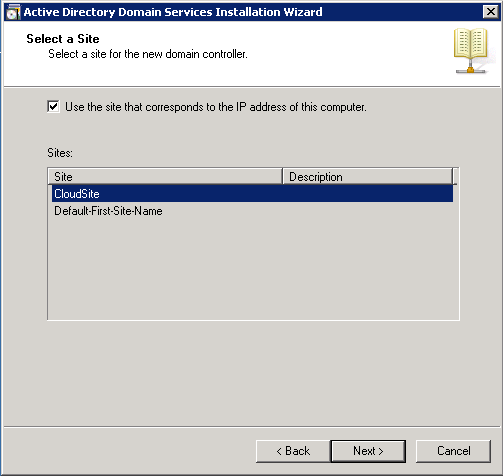 Active Directory Domain Services Installation Wizard
Select a Site
Select a site for the new domain controller.
Use the site that corresponds to the IP address of this computer.
Sites:
Site Description
CloudSite
Default-First-Site-Name
< Back Next > Cancel